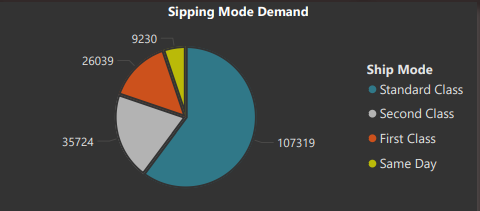 Sipping Mode Demand
9230
26039
35724
107319
Ship Mode
Standard Class
Second Class
First Class
Same Day